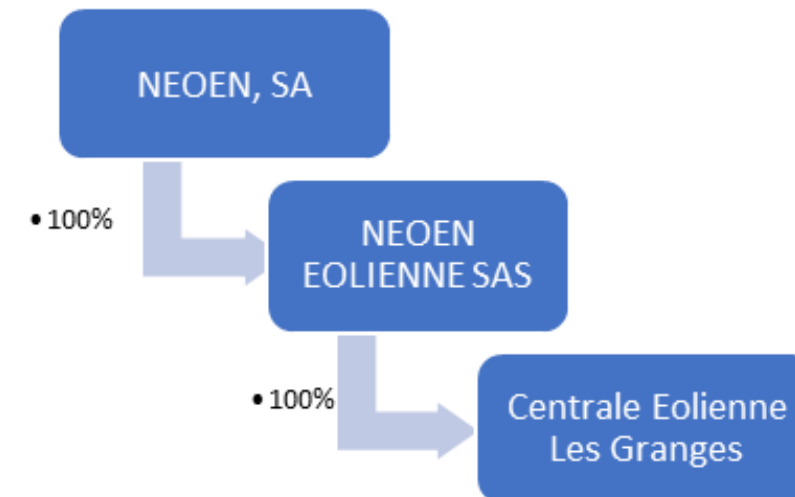 NEOEN, SA
• 100%
NEOEN
EOLIENNE SAS
• 100%
Centrale Eolienne
Les Granges